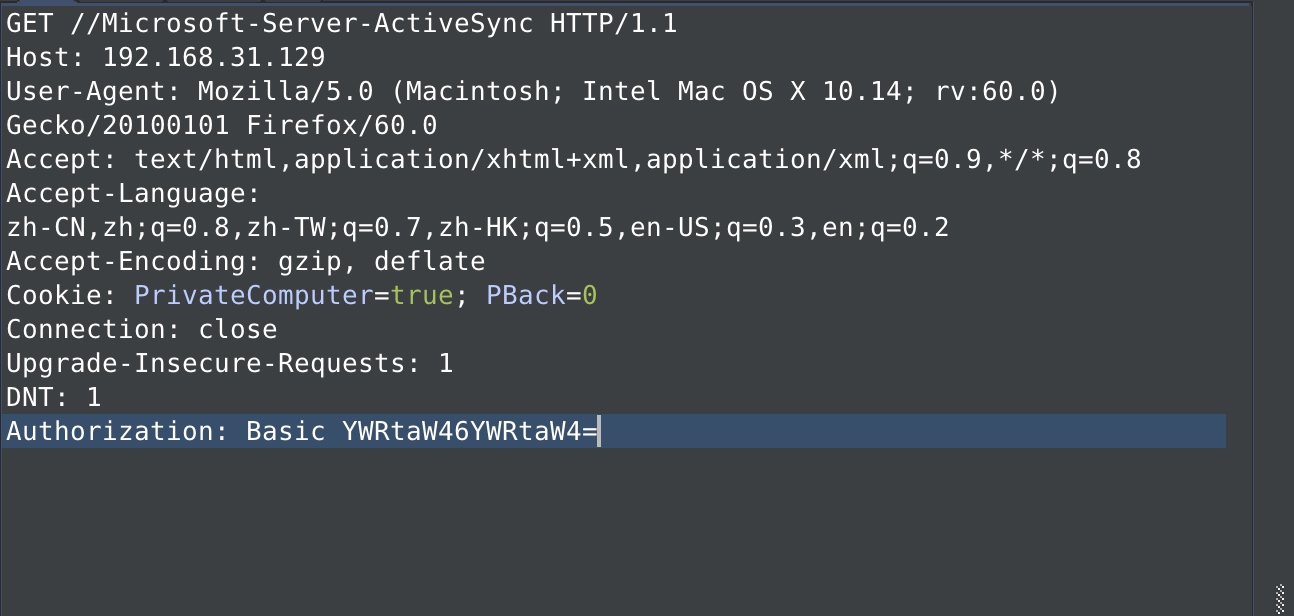 GET //Microsoft-Server-ActiveSync HTTP/1.1
Host: 192.168.31.129
User-Agent: Mozilla/5.0 (Macintosh; Intel Mac OS X 10.14; rv:60.0)
Gecko/20100101 Firefox/60.0
Accept: text/html,application/xhtml+xml,application/xml;q=0.9,*/*;q=0.8
Accept-Language:
zh-CN,zh;q=0.8,zh-TW;q=0.7,zh-HK;q=0.5,en-US;q=0.3,en;q=0.2
Accept-Encoding: gzip, deflate
Cookie: PrivateComputer=true; PBack=0
Connection: close
Upgrade-Insecure-Requests: 1
DNT: 1
Authorization: Basic YWRtaW46YWRtaW4=